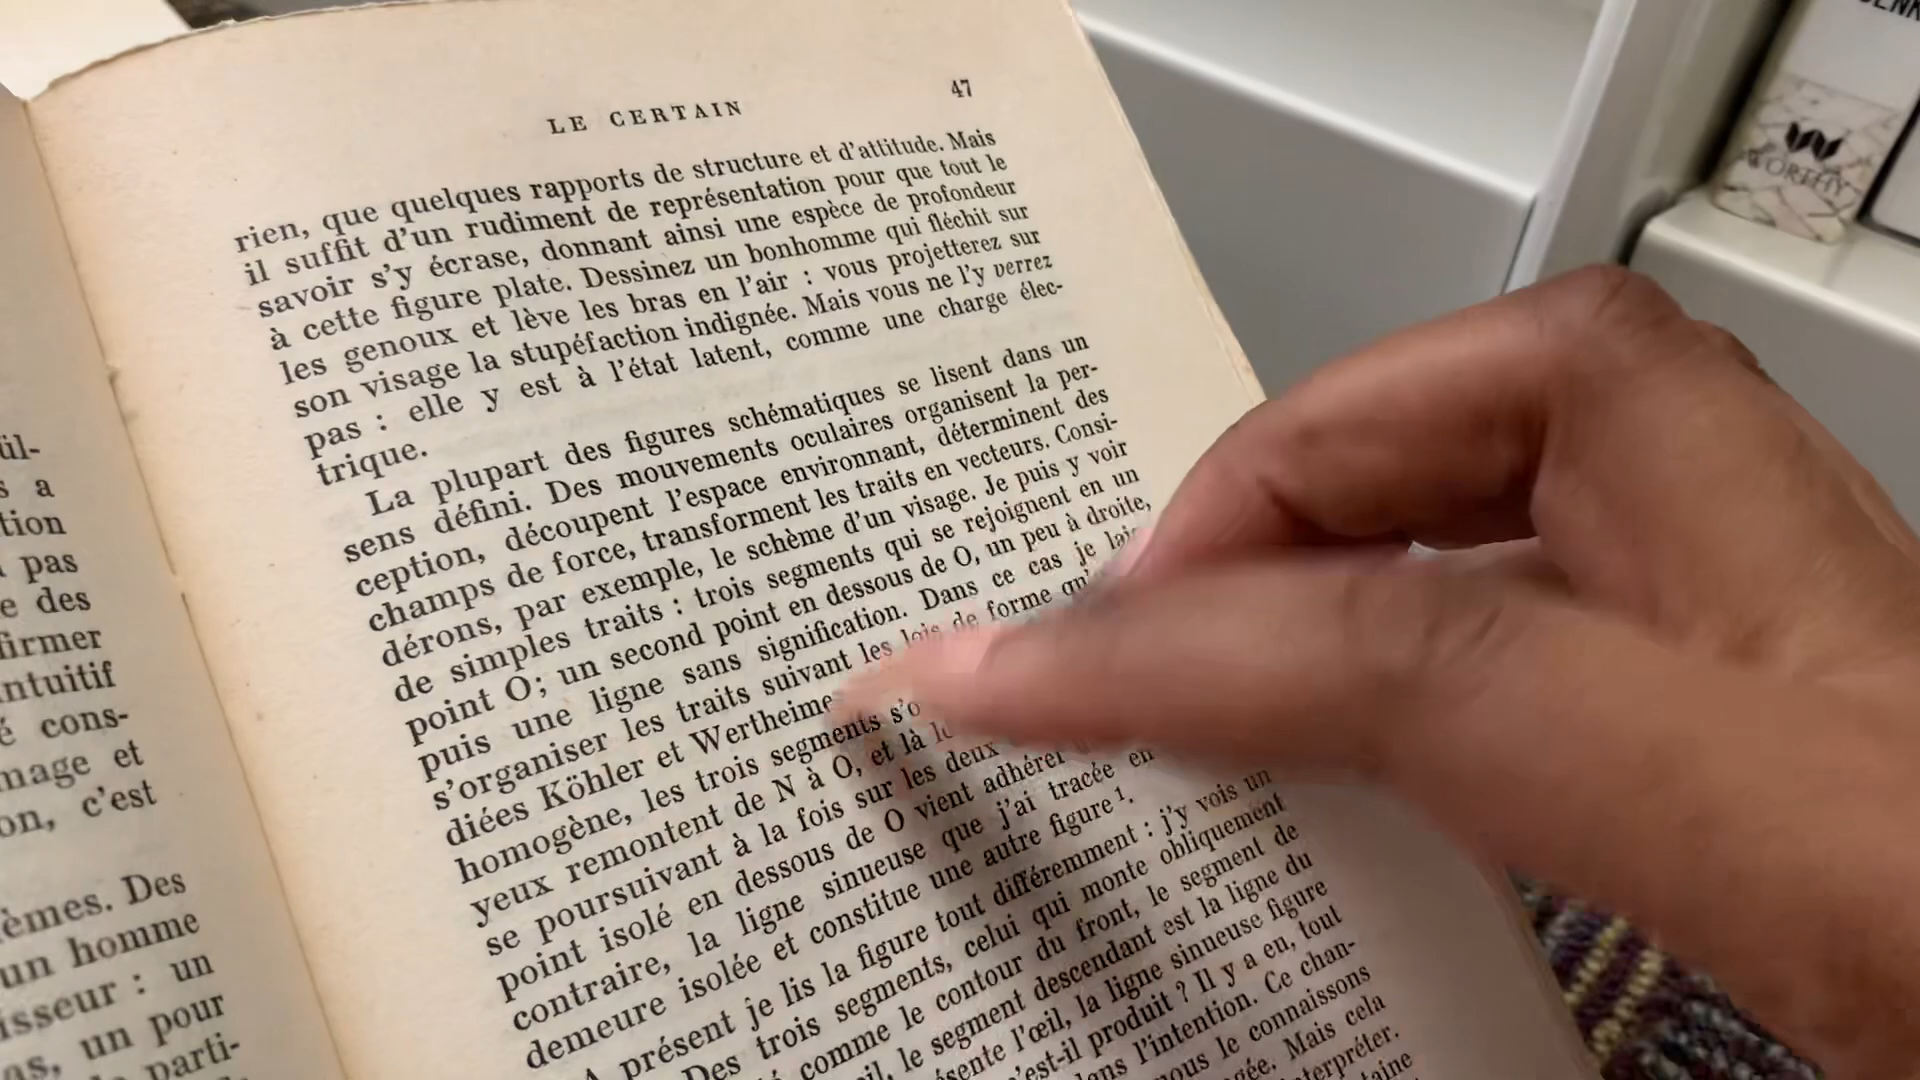 LE CERTAIN
47
rien, que quelques rapports de structure et d'attitude. Mais
il suffit d'un rudiment de représentation pour que tout le
savoir s'y écrase, donnant ainsi une espèce de profondeur
à cette figure plate. Dessinez un bonhomme qui fléchit sur
les genoux et lève les bras en l'air : vous projetterez sur
son visage la stupéfaction indignée. Mais vous ne l'y verrez
pas : elle y est à l'état latent, comme une charge élec-
trique.
La plupart des figures schématiques se lisent dans un
sens défini. Des mouvements oculaires organisent la per-
ception, découpent l'espace environnant, déterminent des
champs de force, transforment les traits en vecteurs. Consi-
dérons, par exemple, le schème d'un visage. Je puis y voir
de simples traits : trois segments qui se rejoignent en un
point O; un second point en dessous de O, un peu à droite,
puis une ligne sans signification. Dans ce cas je
s'organiser les traits suivant les lois de forme
diées Köhler et
homogène, les trois segments
yeux remontent de N à O, et là
se poursuivant à la fois sur les deux
point isolé en dessous de O vient adhérer
contraire, la ligne sinueuse que j'ai tracée en
demeure isolée et constitue une autre figure¹.
A présent je lis la figure tout différemment : j'y vois un
Des trois segments, celui qui monte obliquement
comme le contour du front, le segment de
le segment descendant est la ligne du
l'œil, la ligne sinueuse figure
produit ? Il y a eu, tout
l'intention. Ce chan-
nous le connaissons
Mais cela
ül-
a
tion
pas
des
ntuitif
cons-
et
c'est
Des
un homme
isseur : un
un pour
parti-
WORTHY